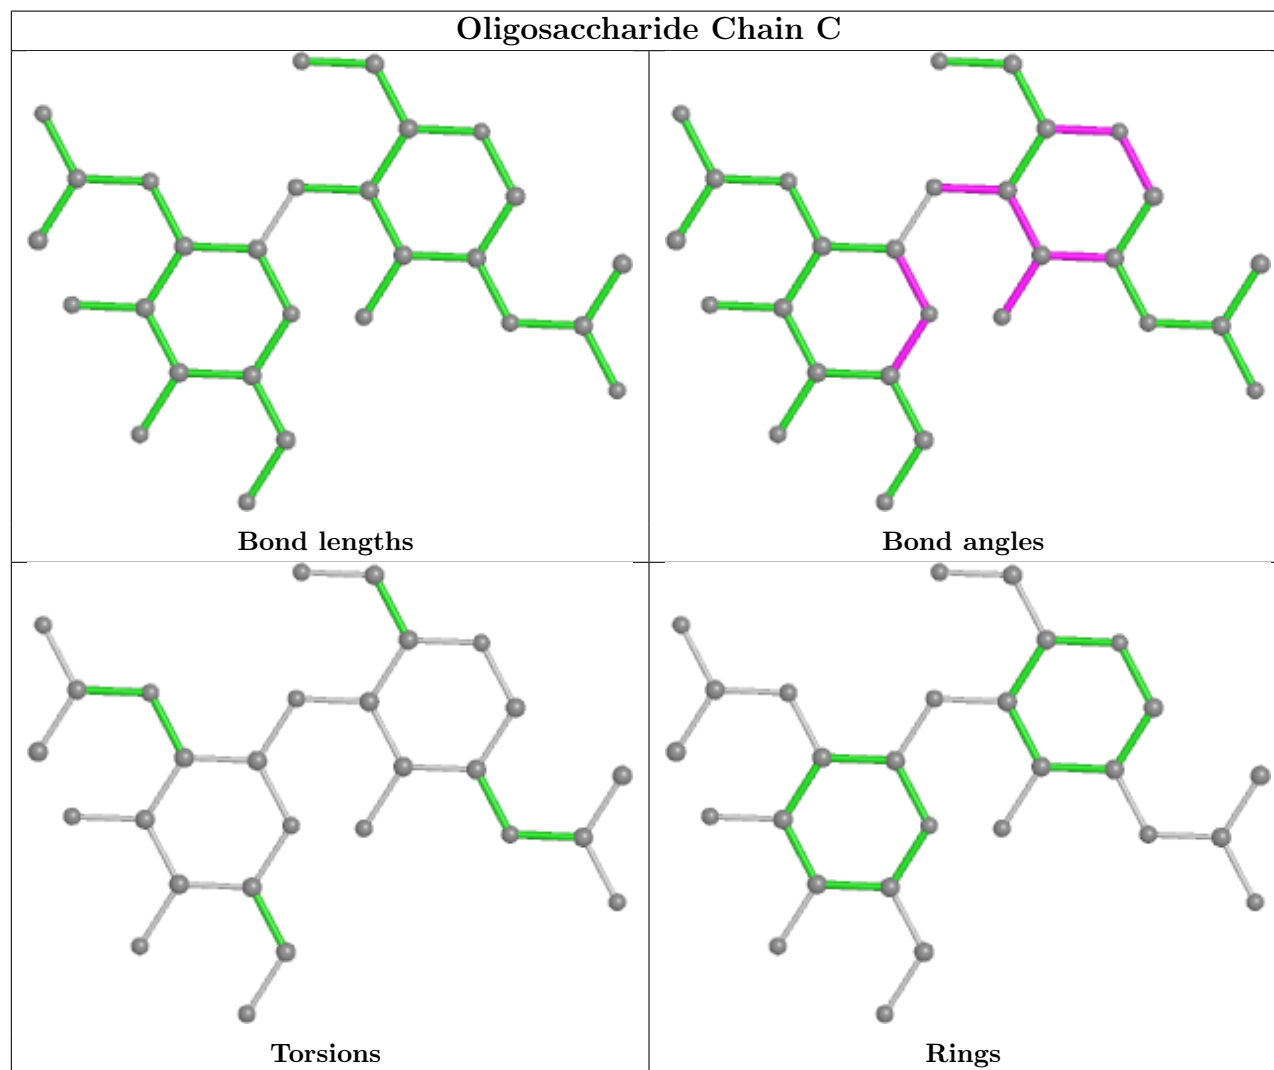 Oligosaccharide Chain C
Bond lengths
Bond angles
Torsions
Rings